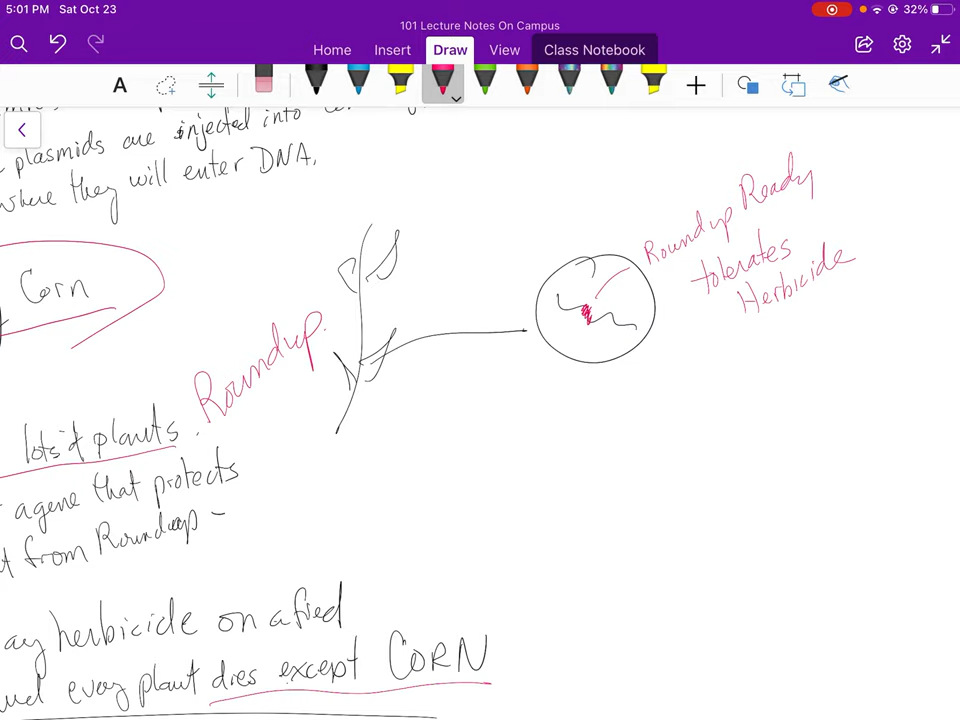 5:01 PM Sat Oct 23
32%
101 Lecture Notes On Campus
Home Insert Draw View Class Notebook
A
plasmids are injected into
where they will enter DNA.
Corn
Roundup
Roundup Ready
tolerates
Herbicide
lots of plants.
a gene that protects
from Roundup -
herbicide on a field
every plant dies except CORN